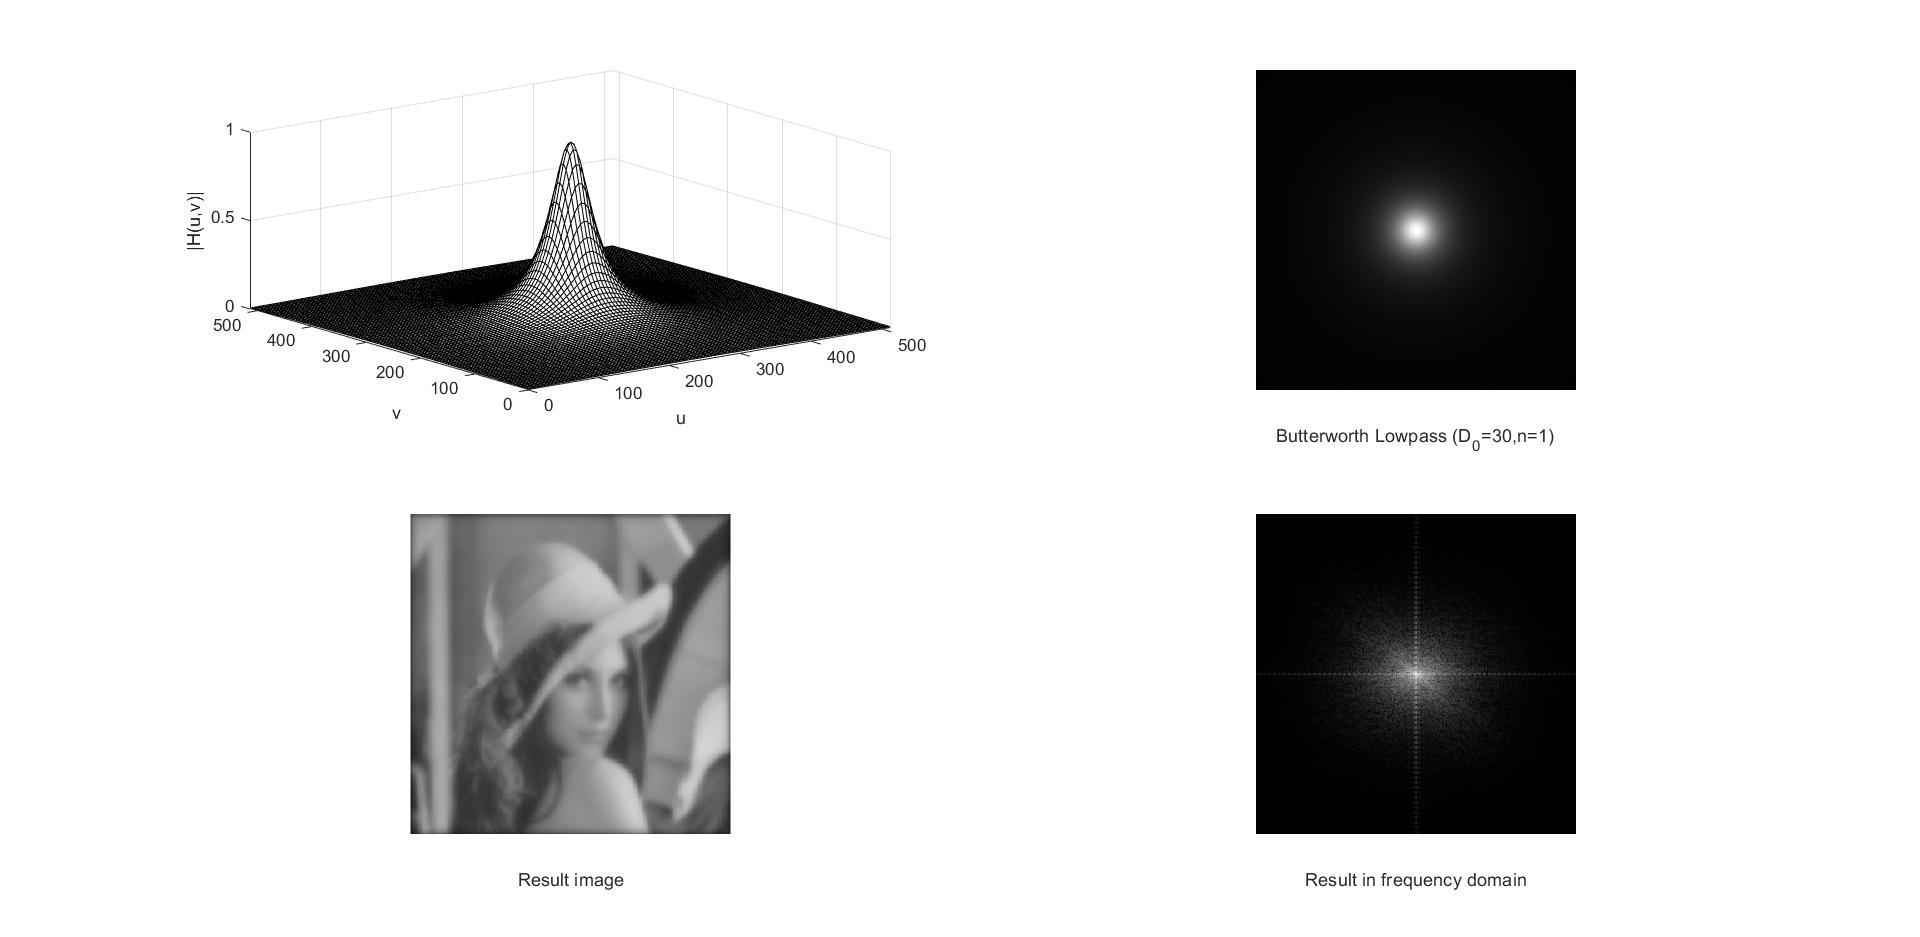 1
0.5
0
|H(u,v)|
500
400
300
200
100
0
v
0
100
200
300
400
500
u
Butterworth Lowpass (D₀=30,n=1)
Result image
Result in frequency domain